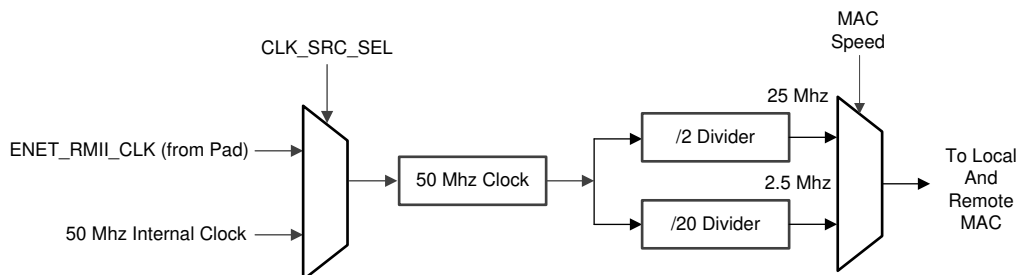 MAC
Speed
CLK_SRC_SEL
25 Mhz
ENET_RMII_CLK (from Pad)
/2 Divider
50 Mhz Clock
2.5 Mhz
To Local
And
Remote
MAC
50 Mhz Internal Clock
/20 Divider